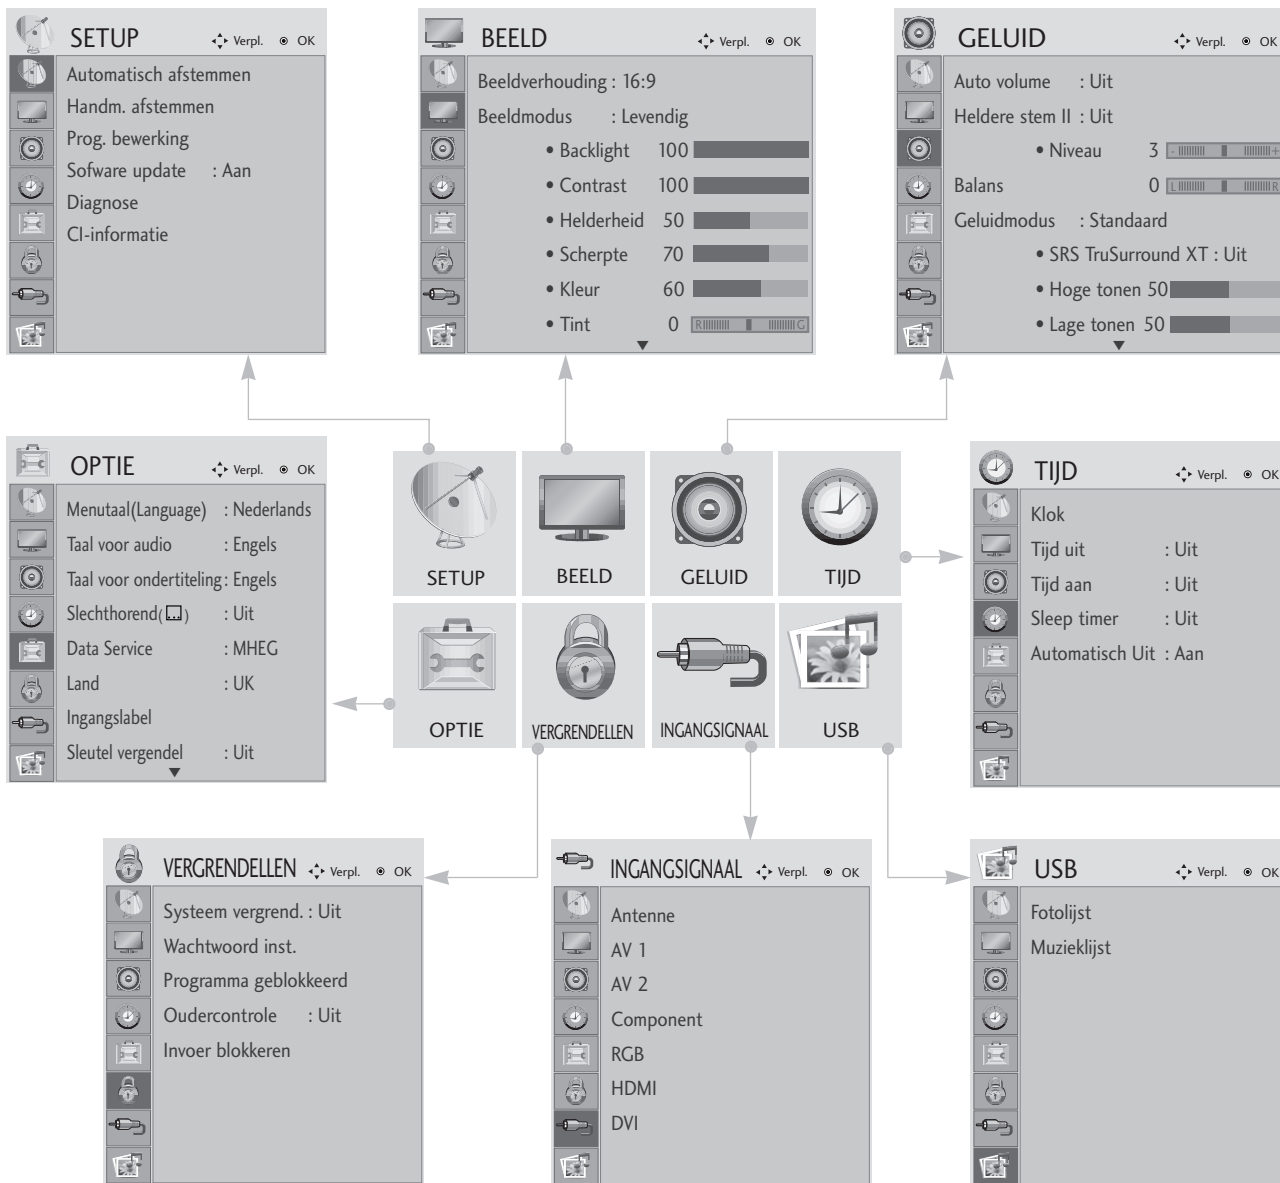 SETUP Verpl. OK
Automatisch afstemmen
Handm. afstemmen
Prog. bewerking
Sofware update : Aan
Diagnose
CI-informatie
BEELD Verpl. OK
Beeldverhouding : 16:9
Beeldmodus : Levendig
• Backlight 100
• Contrast 100
• Helderheid 50
• Scherpte 70
• Kleur 60
• Tint 0 R G
GELUID Verpl. OK
Auto volume : Uit
Heldere stem II : Uit
• Niveau 3 - +
Balans 0 L R
Geluidmodus : Standaard
• SRS TruSurround XT : Uit
• Hoge tonen 50
• Lage tonen 50
OPTIE Verpl. OK
Menutaal(Language) : Nederlands
Taal voor audio : Engels
Taal voor ondertiteling : Engels
Slechthorend( ) : Uit
Data Service : MHEG
Land : UK
Ingangslabel
Sleutel vergendel : Uit
SETUP
BEELD
GELUID
TIJD
OPTIE
VERGRENDELLEN
INGANGSIGNAAL
USB
TIJD Verpl. OK
Klok
Tijd uit : Uit
Tijd aan : Uit
Sleep timer : Uit
Automatisch Uit : Aan
VERGRENDELLEN Verpl. OK
Systeem vergrend. : Uit
Wachtwoord inst.
Programma geblokkeerd
Oudercontrole : Uit
Invoer blokkeren
INGANGSIGNAAL Verpl. OK
Antenne
AV 1
AV 2
Component
RGB
HDMI
DVI
USB Verpl. OK
Fotolijst
Muzieklijst